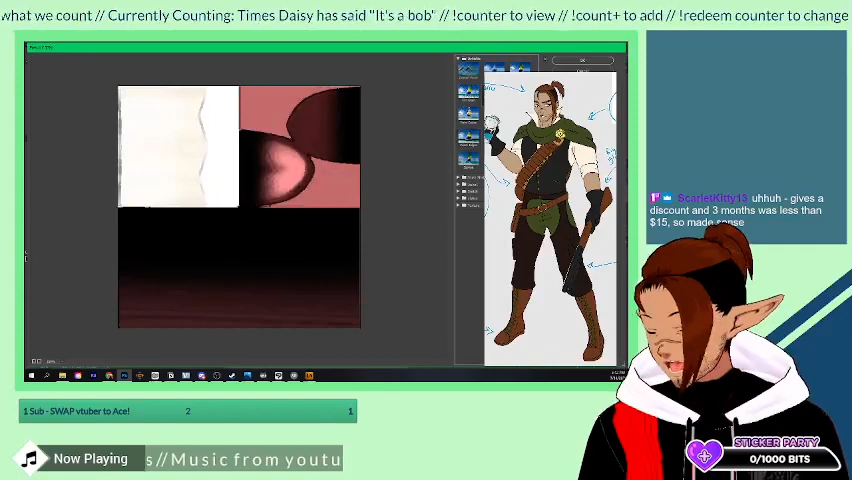 what we count // Currently Counting: Times Daisy has said "It's a bob" // !counter to view // !count+ to add // !redeem counter to change
OK
ScarletKitty13 uhhuh - gives a
discount and 3 months was less than
$15, so made sense
1 Sub - SWAP vtuber to Ace! 2 1
STICKER PARTY
0/1000 BITS
Now Playing s//Music from youtu